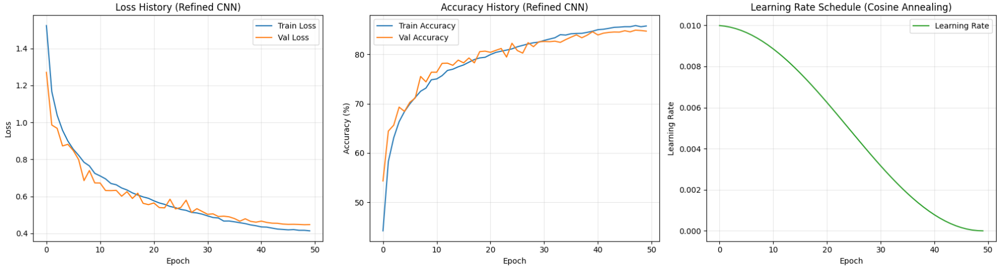 Loss History (Refined CNN)
Train Loss
Val Loss
1.4
1.2
1.0
0.8
0.6
0.4
Loss
0 10 20 30 40 50
Epoch
Accuracy History (Refined CNN)
Train Accuracy
Val Accuracy
80
70
60
50
Accuracy (%)
0 10 20 30 40 50
Epoch
Learning Rate Schedule (Cosine Annealing)
Learning Rate
0.010
0.008
0.006
0.004
0.002
0.000
Learning Rate
0 10 20 30 40 50
Epoch